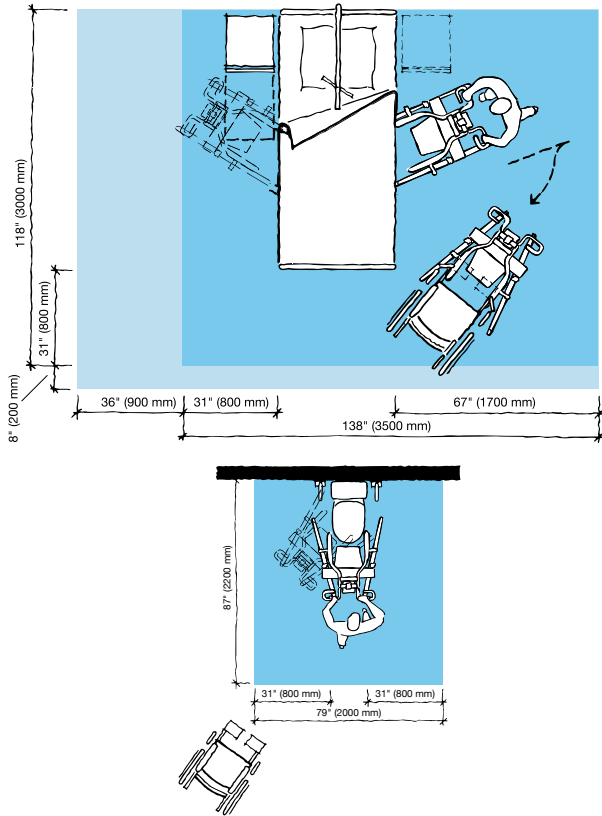 118" (3000 mm)
31" (800 mm)
8" (200 mm)
36" (900 mm)
31" (800 mm)
67" (1700 mm)
138" (3500 mm)
87" (2200 mm)
31" (800 mm)
31" (800 mm)
79" (2000 mm)